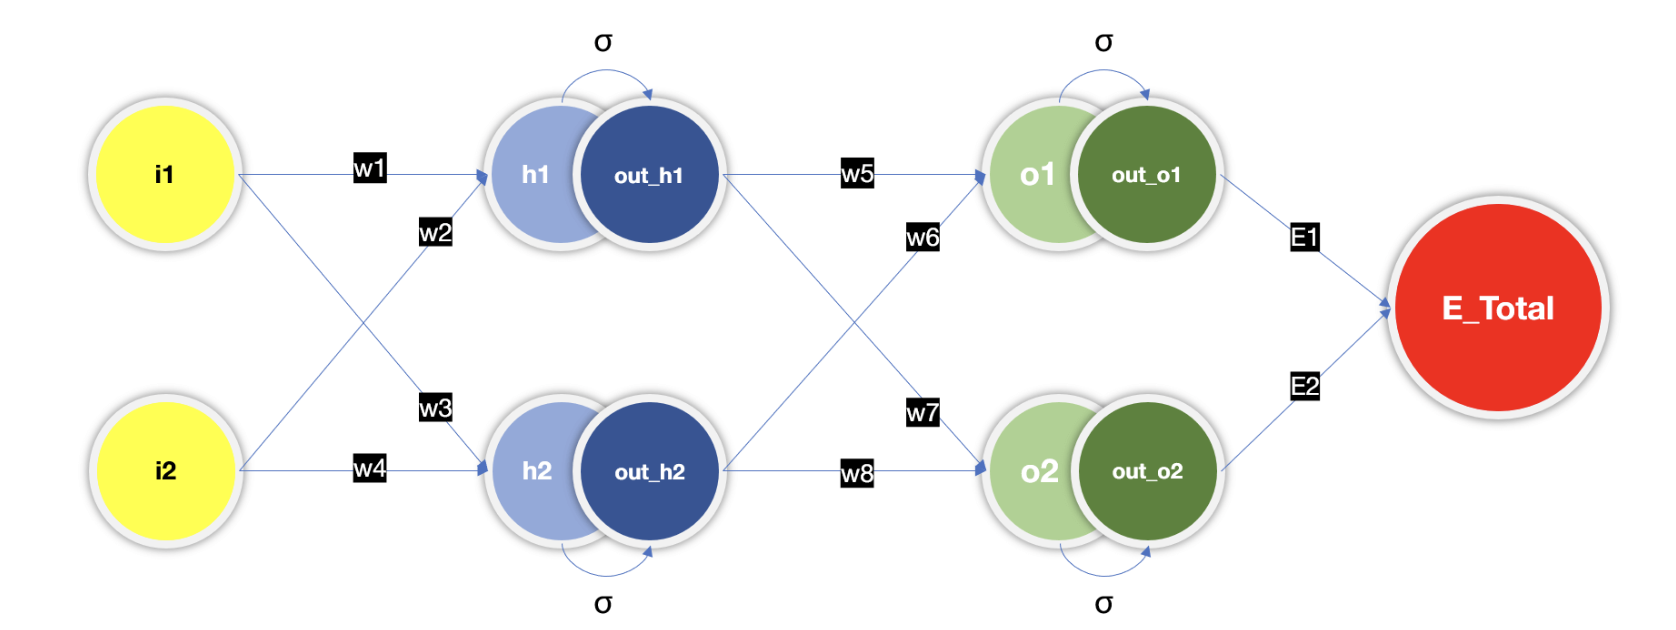 σ
σ
i1
w1
h1
out_h1
w5
o1
out_o1
w2
w6
E1
E_Total
E2
w3
w7
i2
w4
h2
out_h2
w8
o2
out_o2
σ
σ